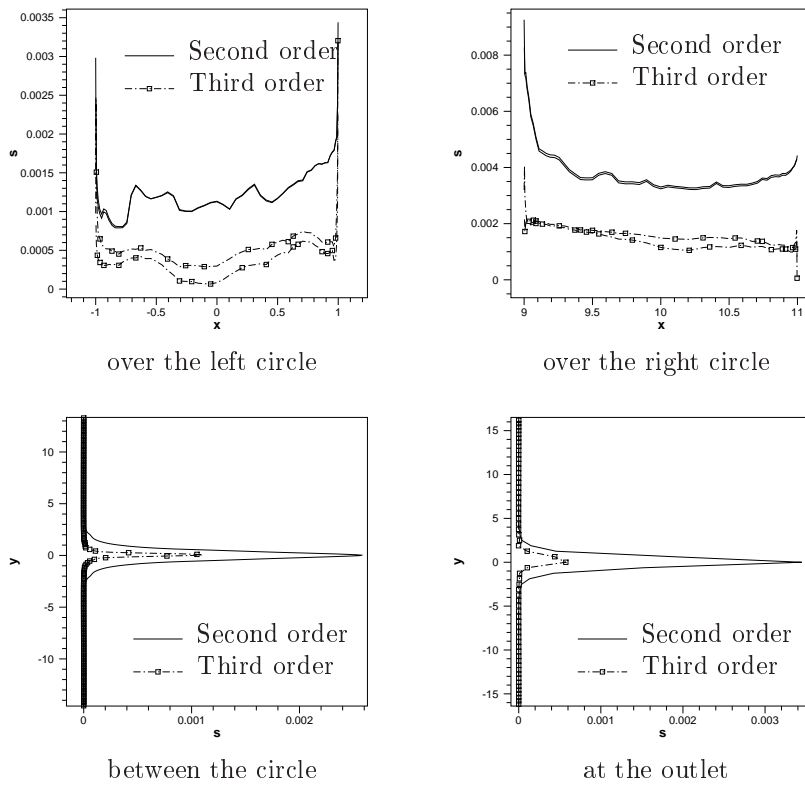 0.0035
0.003
0.0025
0.002
0.0015
0.001
0.0005
0
s
Second order
Third order
-1
-0.5
0
0.5
1
x
over the left circle
0.008
0.006
0.004
0.002
0
s
Second order
Third order
9
9.5
10
10.5
11
x
over the right circle
10
5
0
-5
-10
y
Second order
Third order
0
0.001
0.002
s
between the circle
15
10
5
0
-5
-10
-15
y
Second order
Third order
0
0.001
0.002
0.003
s
at the outlet